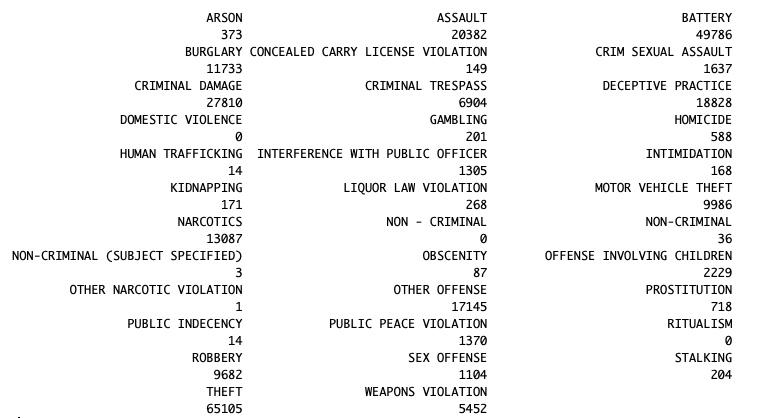 ARSON ASSAULT BATTERY
373 20382 49786
BURGLARY CONCEALED CARRY LICENSE VIOLATION CRIM SEXUAL ASSAULT
11733 149 1637
CRIMINAL DAMAGE CRIMINAL TRESPASS DECEPTIVE PRACTICE
27810 6904 18828
DOMESTIC VIOLENCE GAMBLING HOMICIDE
0 201 588
HUMAN TRAFFICKING INTERFERENCE WITH PUBLIC OFFICER INTIMIDATION
14 1305 168
KIDNAPPING LIQUOR LAW VIOLATION MOTOR VEHICLE THEFT
171 268 9986
NARCOTICS NON - CRIMINAL NON-CRIMINAL
13087 0 36
NON-CRIMINAL (SUBJECT SPECIFIED) OBSCENITY OFFENSE INVOLVING CHILDREN
3 87 2229
OTHER NARCOTIC VIOLATION OTHER OFFENSE PROSTITUTION
1 17145 718
PUBLIC INDECENCY PUBLIC PEACE VIOLATION RITUALISM
14 1370 0
ROBBERY SEX OFFENSE STALKING
9682 1104 204
THEFT WEAPONS VIOLATION
65105 5452